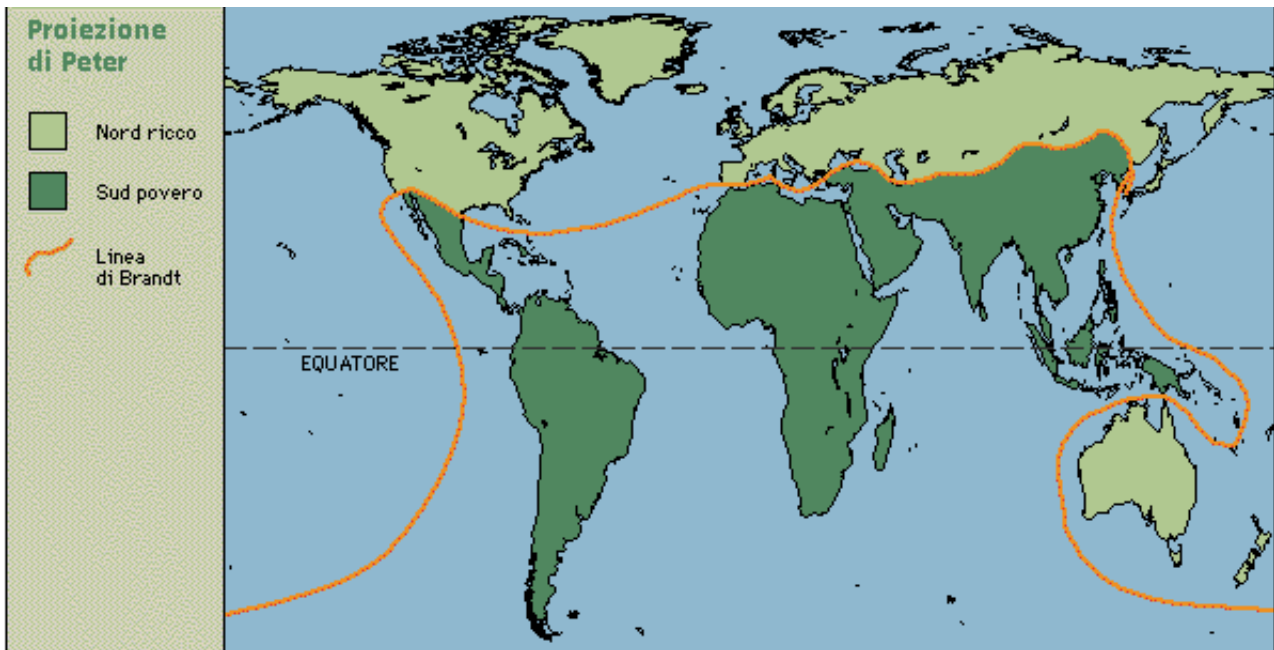 Proiezione
di Peter
Nord ricco
Sud povero
Linea
di Brandt
EQUATORE